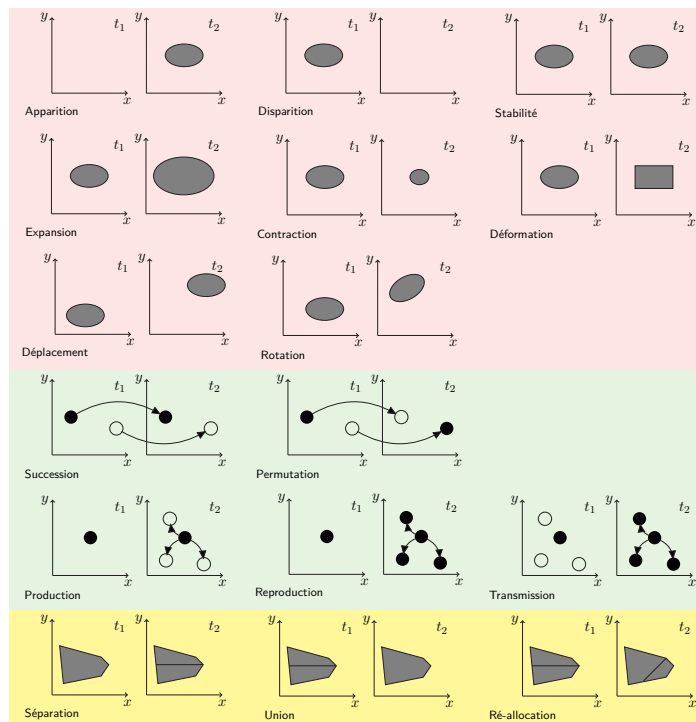 y t₁ x y t₂ x y t₁ x y t₂ x y t₁ x y t₂ x
Apparition Disparition Stabilité
y t₁ x y t₂ x y t₁ x y t₂ x y t₁ x y t₂ x
Expansion Contraction Déformation
y t₁ x y t₂ x y t₁ x y t₂ x
Déplacement Rotation
y t₁ x y t₂ x y t₁ x y t₂ x
Succession Permutation
y t₁ x y t₂ x y t₁ x y t₂ x y t₁ x y t₂ x
Production Reproduction Transmission
y t₁ x y t₂ x y t₁ x y t₂ x y t₁ x y t₂ x
Séparation Union Ré-allocation